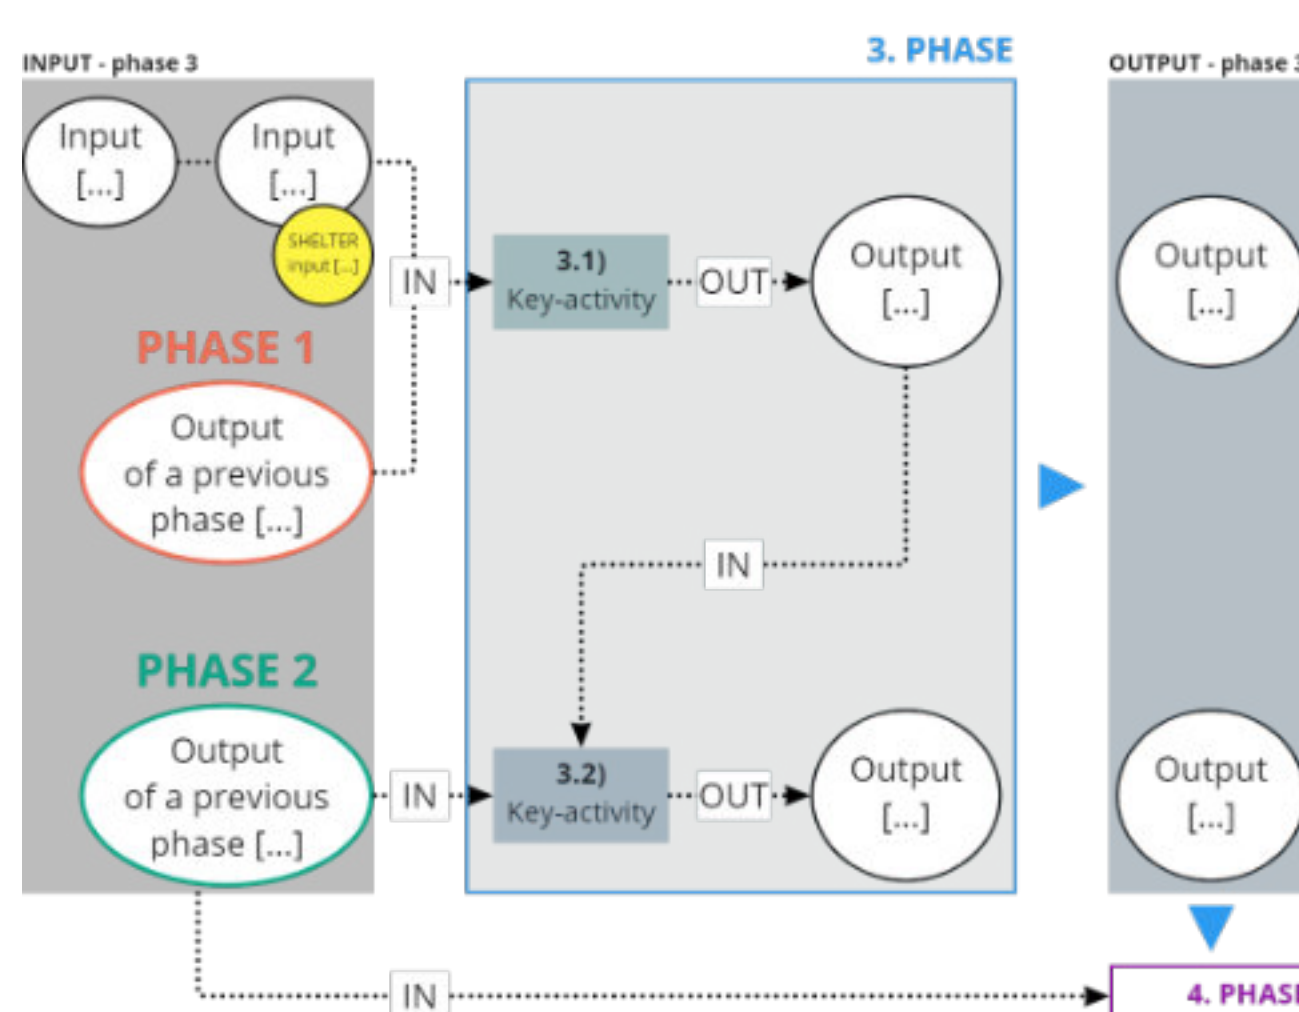 3. PHASE
INPUT - phase 3
OUTPUT - phase 3
Input
[...]
Input
[...]
SHELTER
input [...]
IN
3.1)
Key-activity
OUT
Output
[...]
Output
[...]
PHASE 1
Output
of a previous
phase [...]
IN
PHASE 2
Output
of a previous
phase [...]
IN
3.2)
Key-activity
OUT
Output
[...]
Output
[...]
IN
4. PHASE